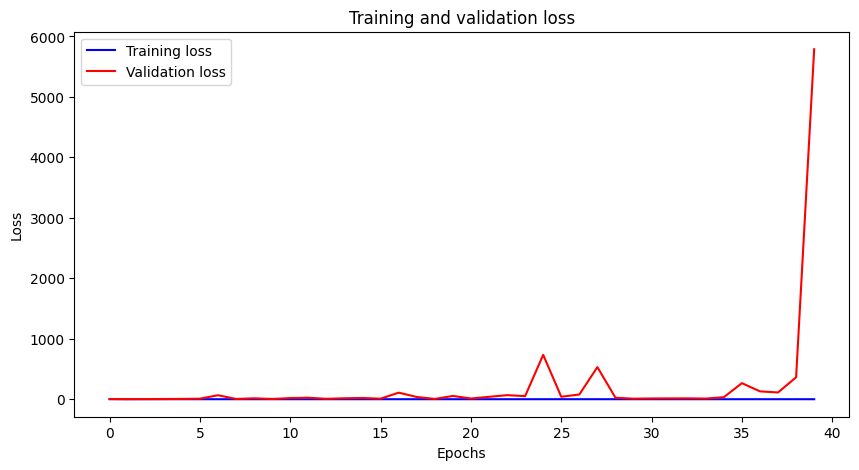 Training and validation loss
Training loss
Validation loss
6000
5000
4000
3000
2000
1000
0
Loss
0 5 10 15 20 25 30 35 40
Epochs